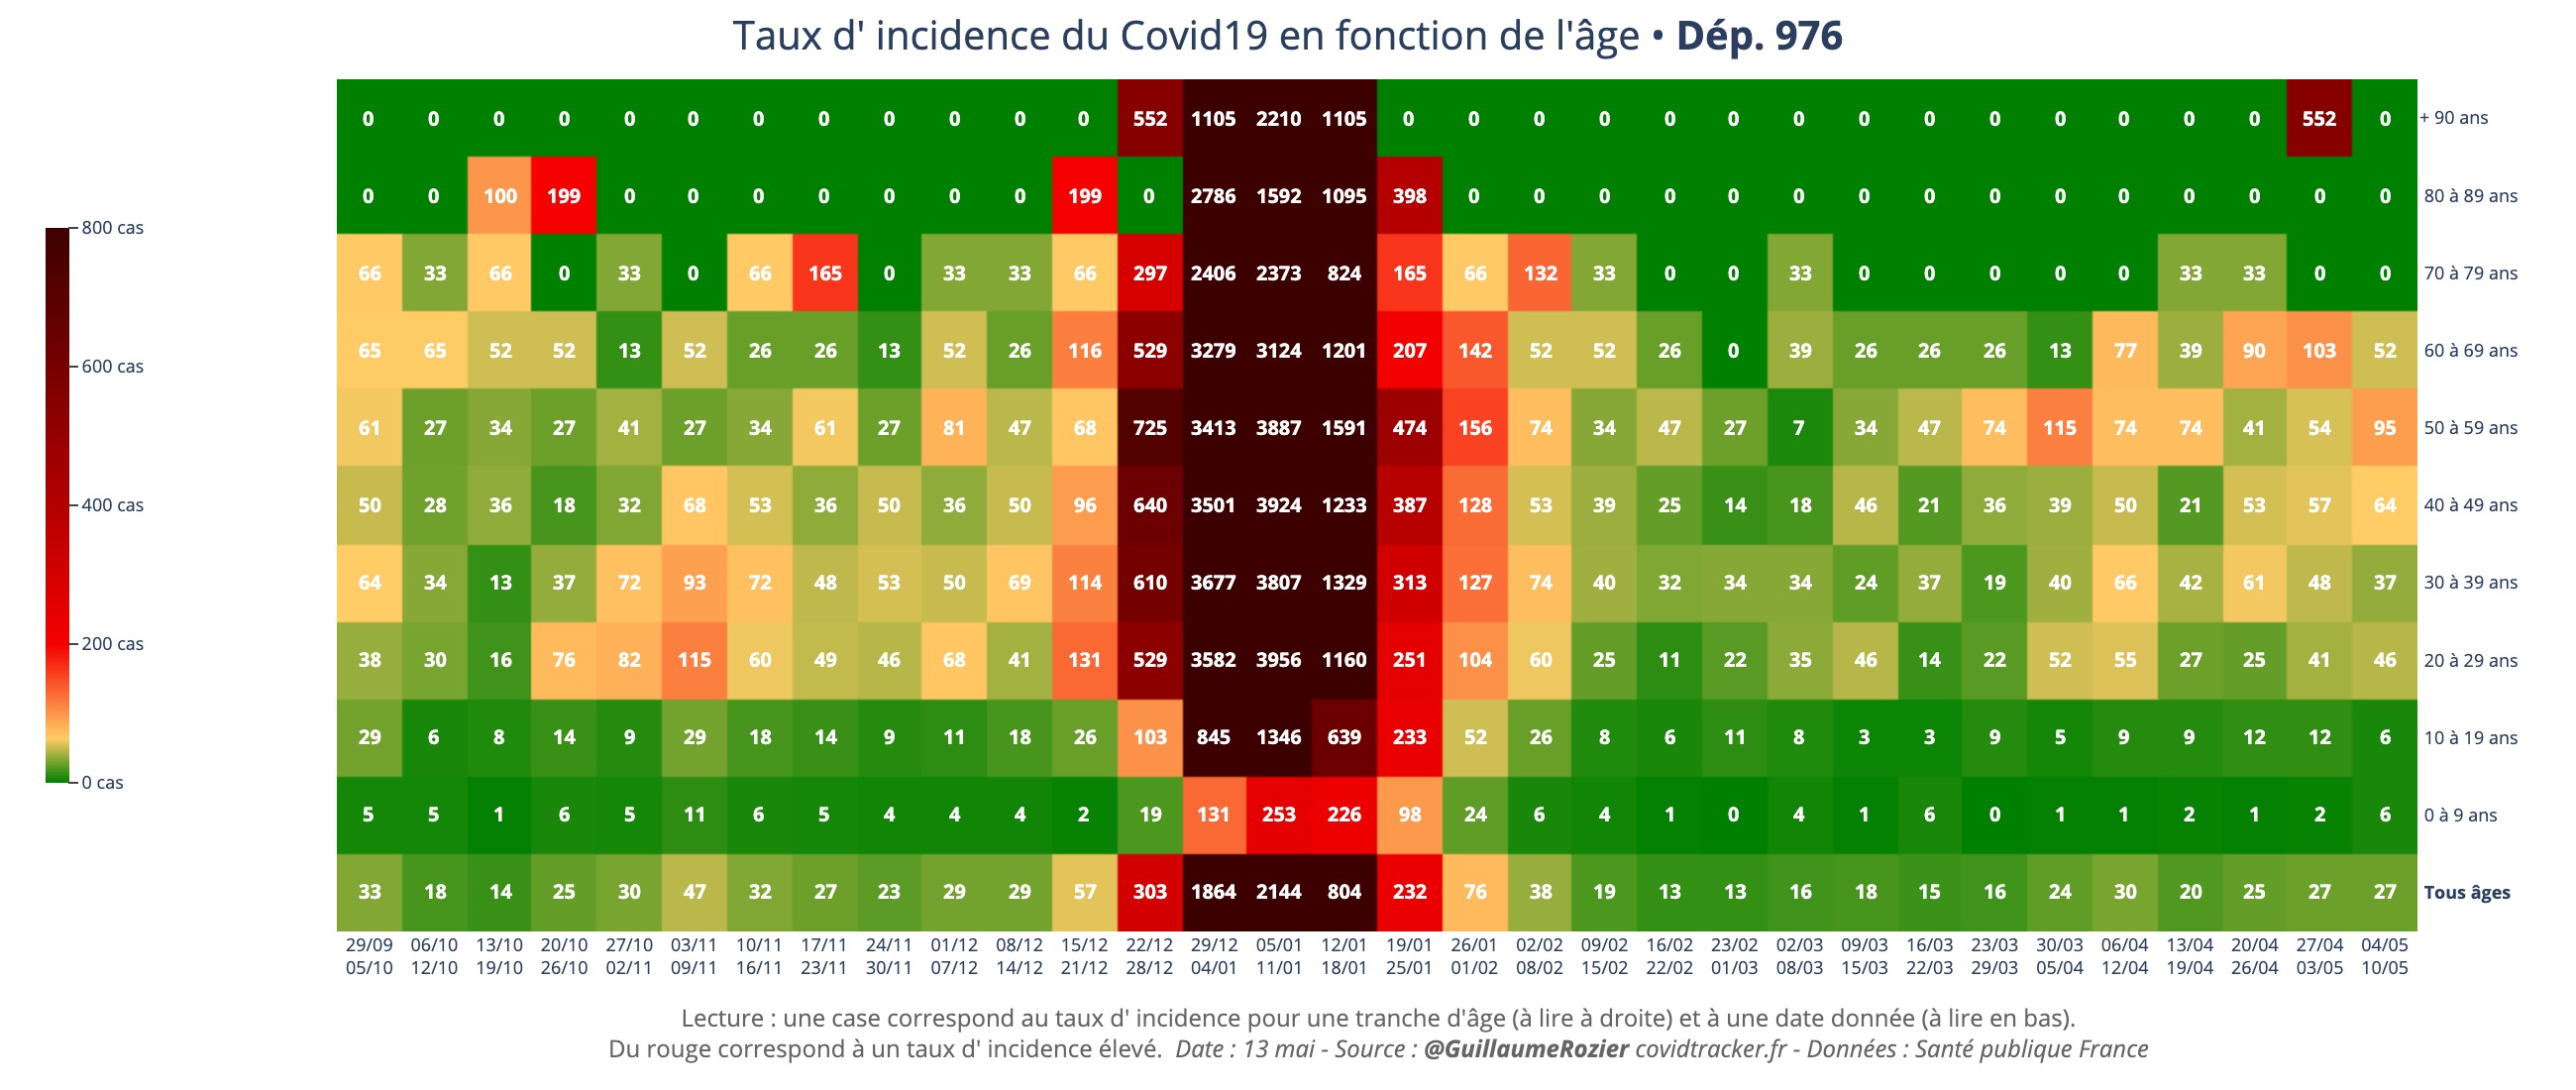 Taux d' incidence du Covid19 en fonction de l'âge • Dép. 976
800 cas
600 cas
400 cas
200 cas
0 cas
0 0 0 0 0 0 0 0 0 0 0 0 552 1105 2210 1105 0 0 0 0 0 0 0 0 0 0 0 0 0 0 552 0 + 90 ans
0 0 100 199 0 0 0 0 0 0 0 199 0 2786 1592 1095 398 0 0 0 0 0 0 0 0 0 0 0 0 0 0 0 80 à 89 ans
66 33 66 0 33 0 66 165 0 33 33 66 297 2406 2373 824 165 66 132 33 0 0 33 0 0 0 0 0 33 33 0 0 70 à 79 ans
65 65 52 52 13 52 26 26 13 52 26 116 529 3279 3124 1201 207 142 52 52 26 0 39 26 26 26 13 77 39 90 103 52 60 à 69 ans
61 27 34 27 41 27 34 61 27 81 47 68 725 3413 3887 1591 474 156 74 34 47 27 7 34 47 74 115 74 74 41 54 95 50 à 59 ans
50 28 36 18 32 68 53 36 50 36 50 96 640 3501 3924 1233 387 128 53 39 25 14 18 46 21 36 39 50 21 53 57 64 40 à 49 ans
64 34 13 37 72 93 72 48 53 50 69 114 610 3677 3807 1329 313 127 74 40 32 34 34 24 37 19 40 66 42 61 48 37 30 à 39 ans
38 30 16 76 82 115 60 49 46 68 41 131 529 3582 3956 1160 251 104 60 25 11 22 35 46 14 22 52 55 27 25 41 46 20 à 29 ans
29 6 8 14 9 29 18 14 9 11 18 26 103 845 1346 639 233 52 26 8 6 11 8 3 3 9 5 9 9 12 12 6 10 à 19 ans
5 5 1 6 5 11 6 5 4 4 4 2 19 131 253 226 98 24 6 4 1 0 4 1 6 0 1 1 2 1 2 6 0 à 9 ans
33 18 14 25 30 47 32 27 23 29 29 57 303 1864 2144 804 232 76 38 19 13 13 16 18 15 16 24 30 20 25 27 27 Tous âges
29/09 06/10 13/10 20/10 27/10 03/11 10/11 17/11 24/11 01/12 08/12 15/12 22/12 29/12 05/01 12/01 19/01 26/01 02/02 09/02 16/02 23/02 02/03 09/03 16/03 23/03 30/03 06/04 13/04 20/04 27/04 04/05
05/10 12/10 19/10 26/10 02/11 09/11 16/11 23/11 30/11 07/12 14/12 21/12 28/12 04/01 11/01 18/01 25/01 01/02 08/02 15/02 22/02 01/03 08/03 15/03 22/03 29/03 05/04 12/04 19/04 26/04 03/05 10/05
Lecture : une case correspond au taux d' incidence pour une tranche d'âge (à lire à droite) et à une date donnée (à lire en bas).
Du rouge correspond à un taux d' incidence élevé. Date : 13 mai - Source : @GuillaumeRozier covidtracker.fr - Données : Santé publique France